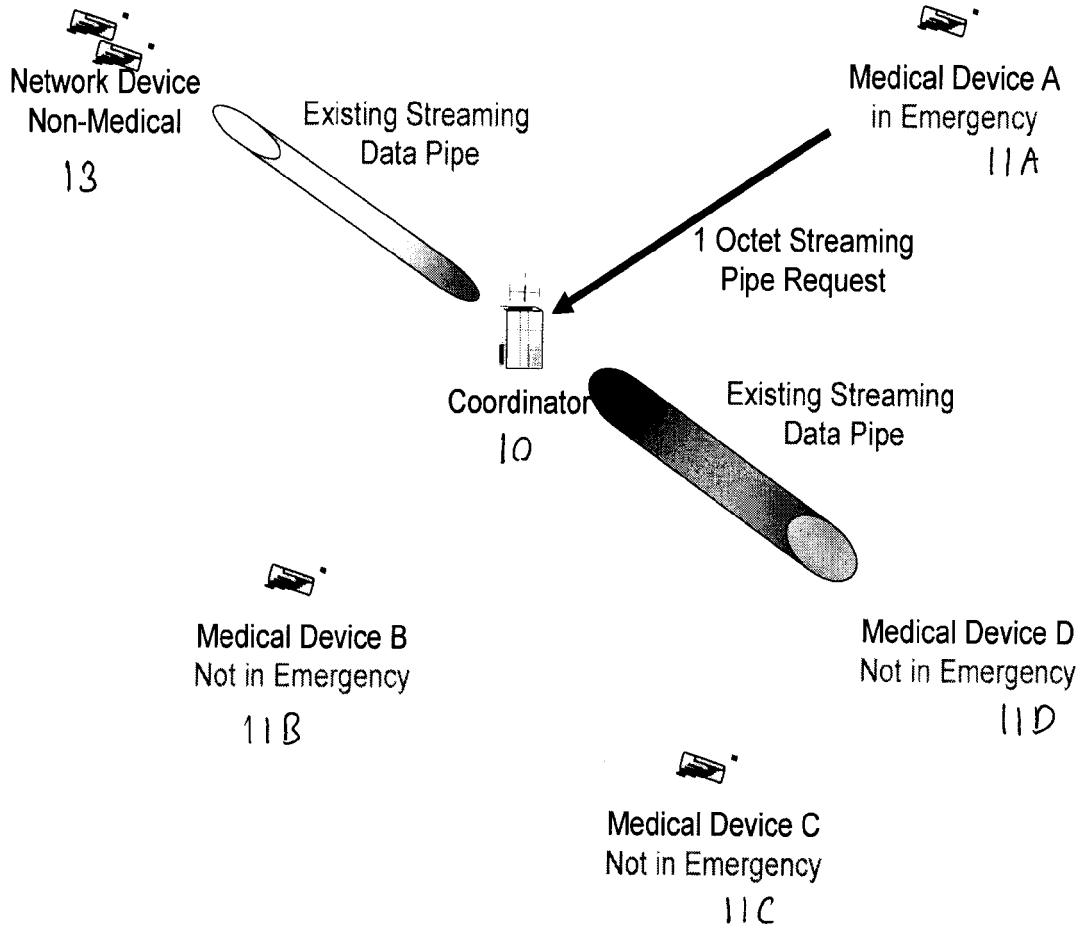 Network Device
Non-Medical
13
Existing Streaming
Data Pipe
Medical Device A
in Emergency
11A
1 Octet Streaming
Pipe Request
Coordinator
10
Existing Streaming
Data Pipe
Medical Device B
Not in Emergency
11B
Medical Device D
Not in Emergency
11D
Medical Device C
Not in Emergency
11C